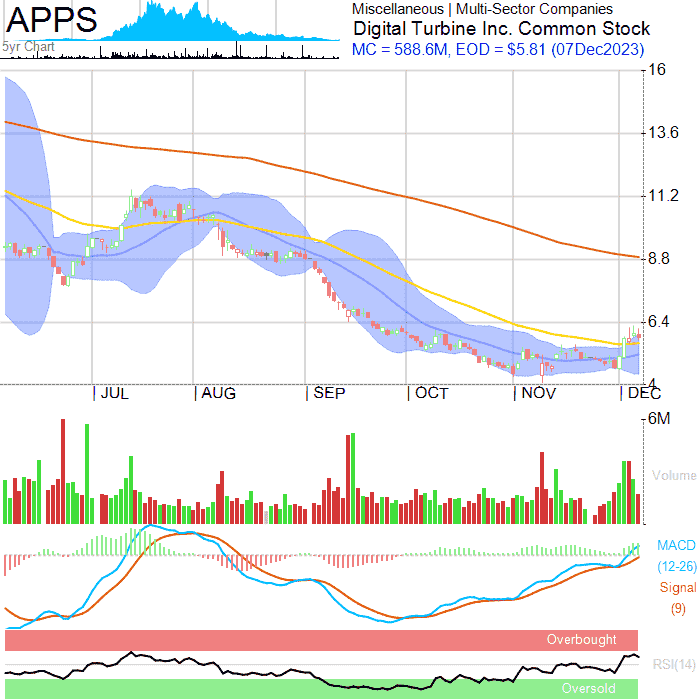 APPS
5yr Chart
Miscellaneous | Multi-Sector Companies
Digital Turbine Inc. Common Stock
MC = 588.6M, EOD = $5.81 (07Dec2023)
16
13.6
11.2
8.8
6.4
4
JUL
AUG
SEP
OCT
NOV
DEC
6M
Volume
MACD
(12-26)
Signal
(9)
Overbought
RSI(14)
Oversold